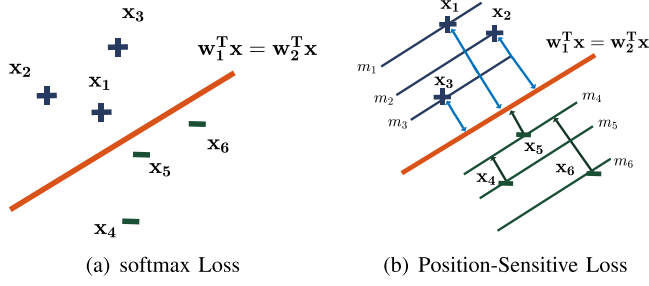 x₃
w₁ᵀx = w₂ᵀx
x₂
x₁
x₆
x₅
x₄
(a) softmax Loss
x₁
x₂
w₁ᵀx = w₂ᵀx
m₁
x₃
m₂
m₄
m₃
m₅
x₅
m₆
x₄
x₆
(b) Position-Sensitive Loss